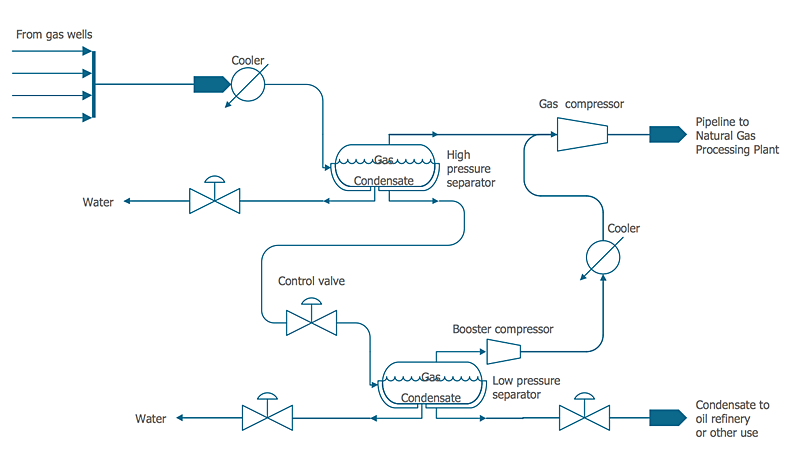 From gas wells
Cooler
Gas compressor
Pipeline to
Natural Gas
Processing Plant
Gas
Condensate
High
pressure
separator
Water
Cooler
Control valve
Booster compressor
Gas
Condensate
Low pressure
separator
Water
Condensate to
oil refinery
or other use